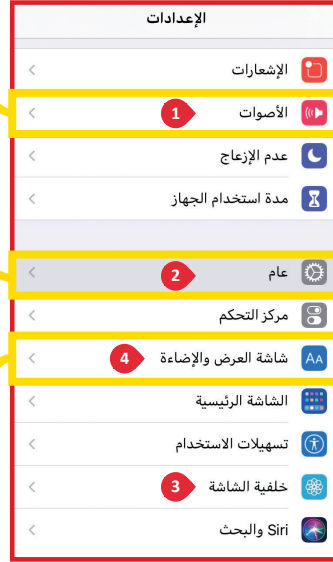 الإعدادات
الإشعارات
الأصوات 1
عدم الإزعاج
مدة استخدام الجهاز
عام 2
مركز التحكم
AA شاشة العرض والإضاءة 4
الشاشة الرئيسية
تسهيلات الاستخدام
خلفية الشاشة 3
Siri والبحث